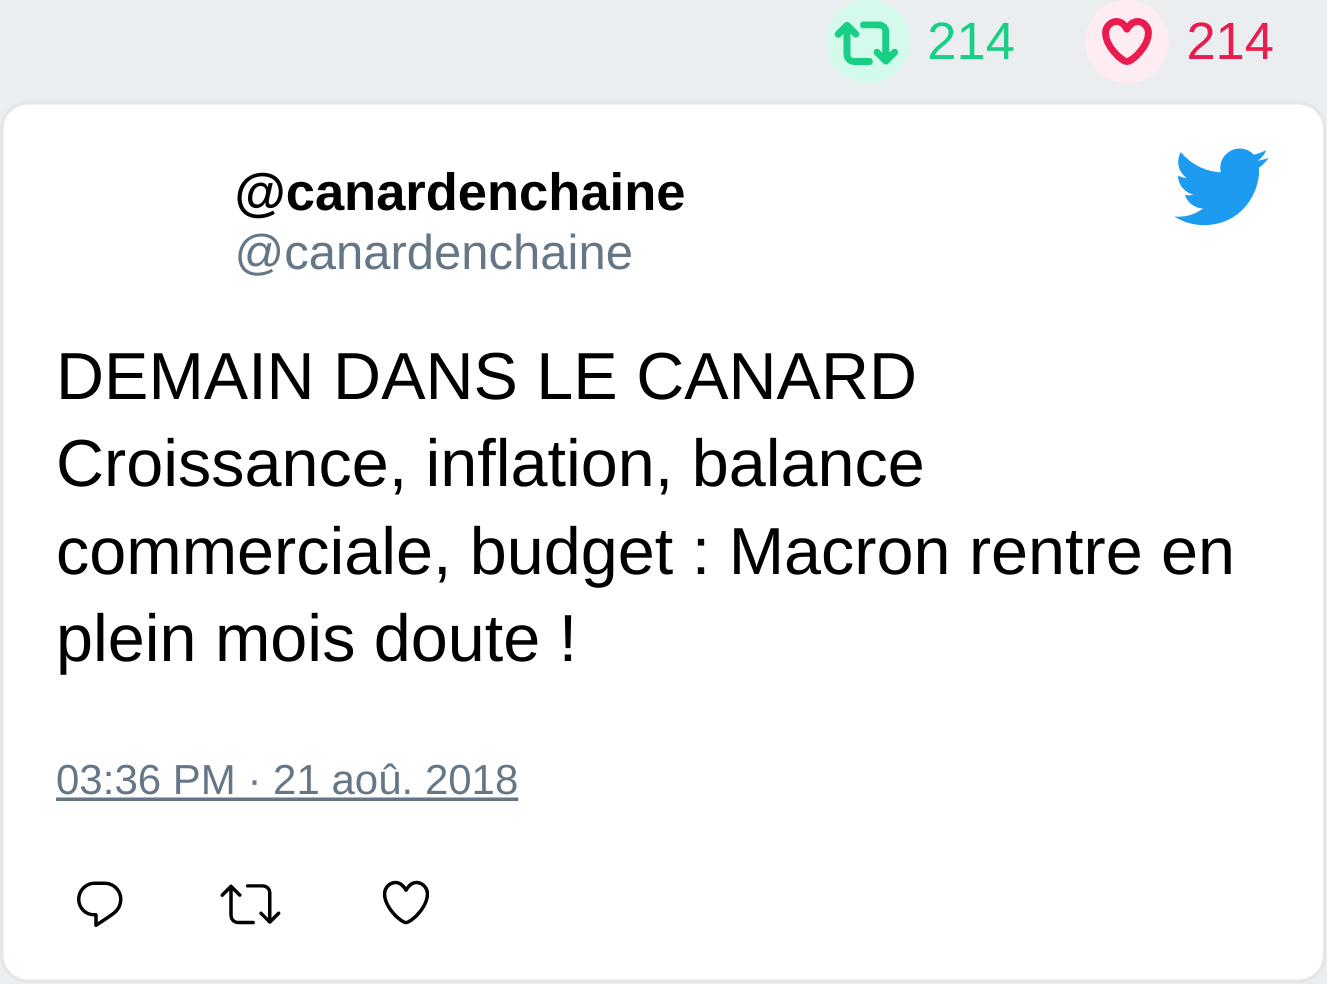 214 214
@canardenchaine
@canardenchaine
DEMAIN DANS LE CANARD
Croissance, inflation, balance
commerciale, budget : Macron rentre en
plein mois doute !
03:36 PM · 21 aoû. 2018